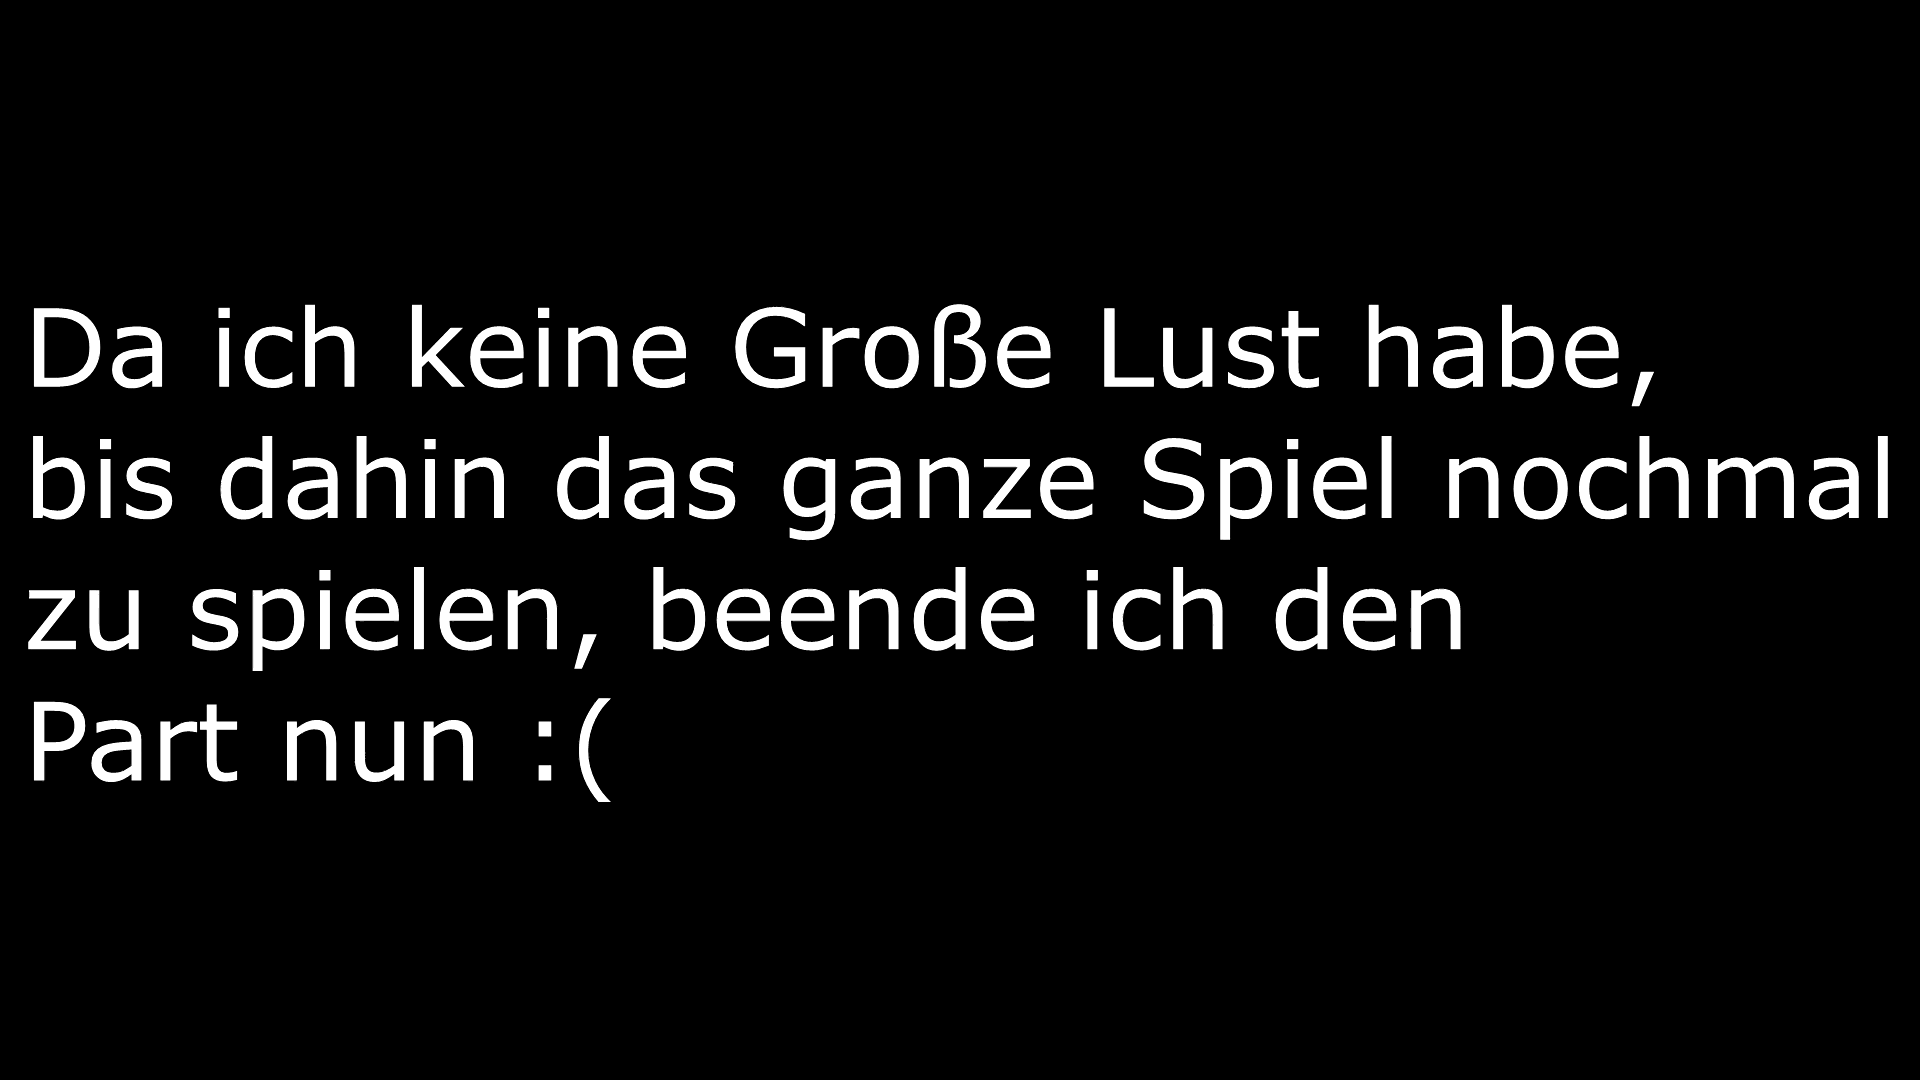 Da ich keine Große Lust habe,
bis dahin das ganze Spiel nochmal
zu spielen, beende ich den
Part nun :(